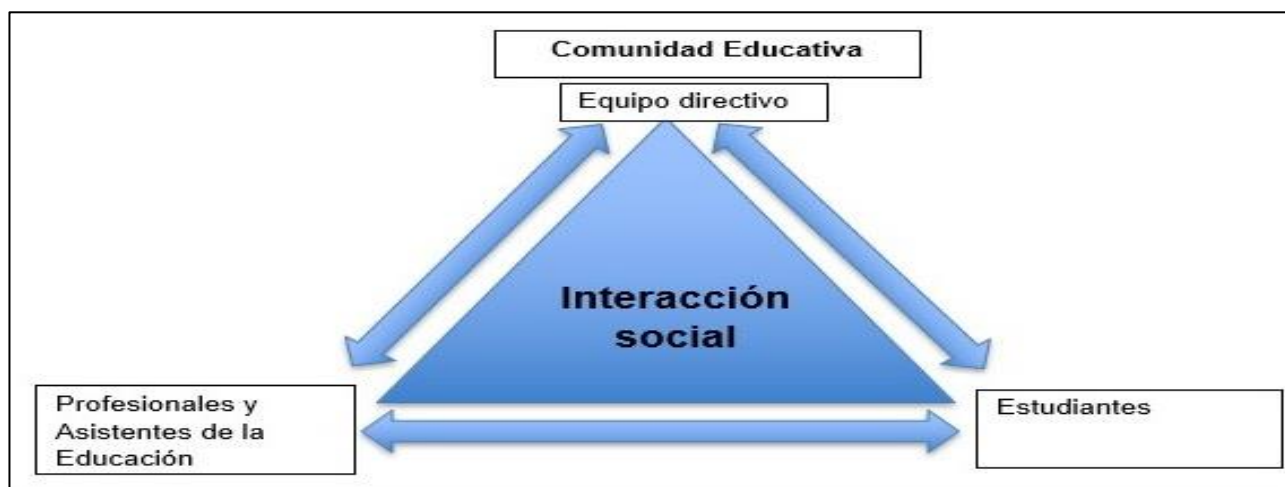 Comunidad Educativa
Equipo directivo
Interacción
social
Profesionales y
Asistentes de la
Educación
Estudiantes